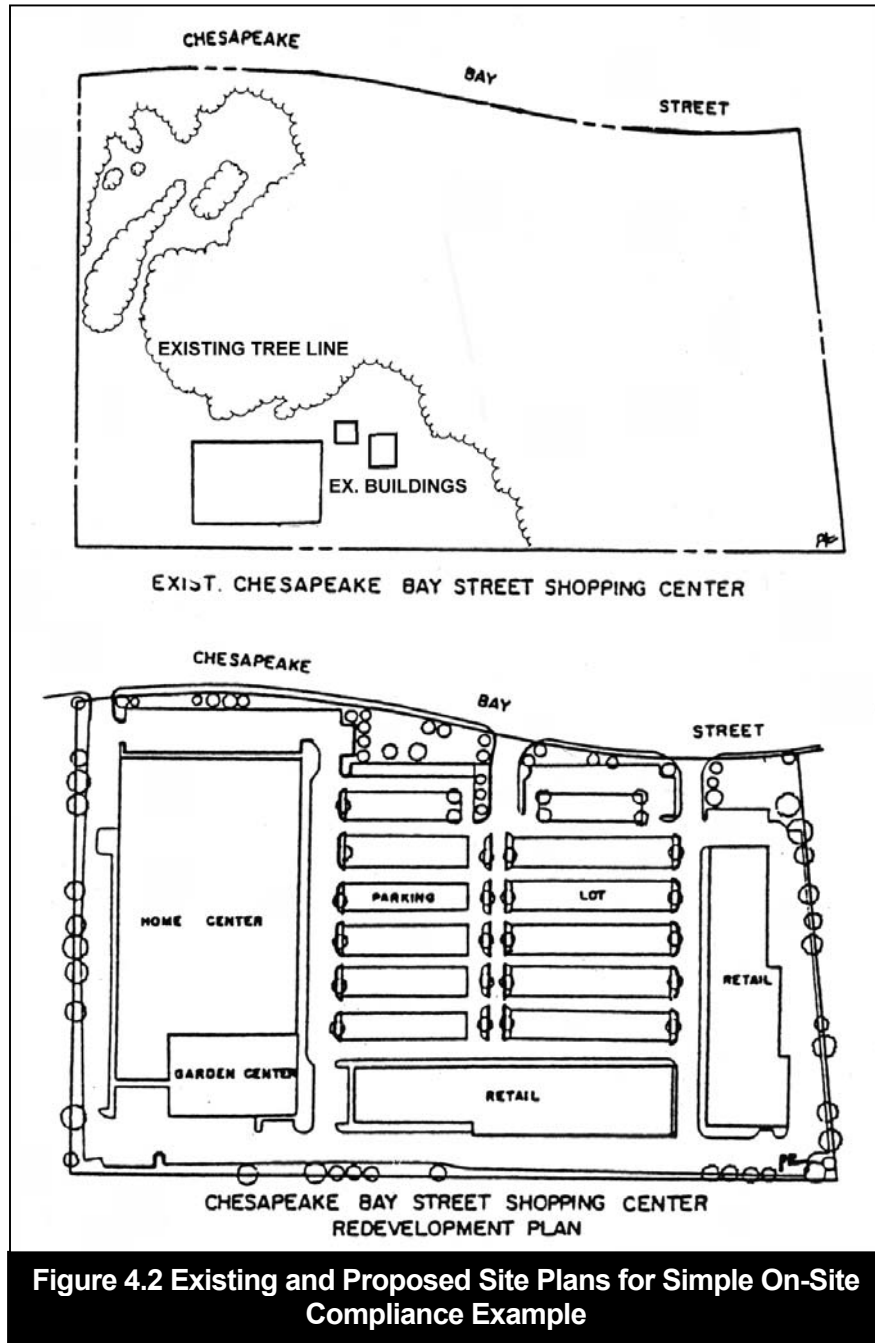 CHESAPEAKE
BAY
STREET
EXISTING TREE LINE
EX. BUILDINGS
EXIST. CHESAPEAKE BAY STREET SHOPPING CENTER
CHESAPEAKE
BAY
STREET
PARKING LOT
HOME CENTER
RETAIL
GARDEN CENTER
RETAIL
CHESAPEAKE BAY STREET SHOPPING CENTER
REDEVELOPMENT PLAN
Figure 4.2 Existing and Proposed Site Plans for Simple On-Site
Compliance Example